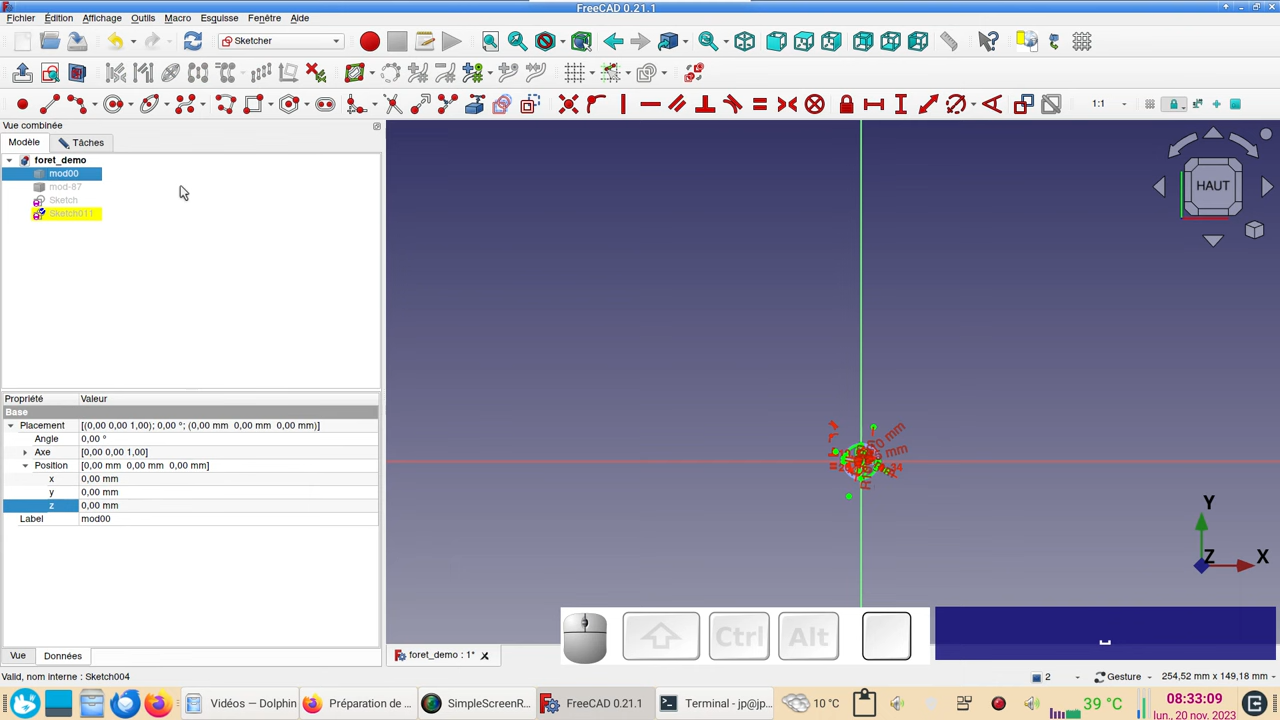 FreeCAD 0.21.1
Fichier Édition Affichage Outils Macro Esquisse Fenêtre Aide
Sketcher
1:1
Vue combinée
Modèle Tâches
foret_demo
mod00
mod-87
Sketch
Sketch011
HAUT
Propriété Valeur
Base
Placement [(0,00 0,00 1,00); 0,00 °; (0,00 mm 0,00 mm 0,00 mm)]
Angle 0,00 °
Axe [0,00 0,00 1,00]
Position [0,00 mm 0,00 mm 0,00 mm]
x 0,00 mm
y 0,00 mm
z 0,00 mm
Label mod00
Y
Z X
Ctrl Alt
Vue Données
foret_demo : 1*
Valid, nom interne : Sketch004
2 Gesture 254,52 mm x 149,18 mm
Vidéos — Dolphin
Préparation de ...
SimpleScreenR...
FreeCAD 0.21.1
Terminal - jp@jp...
10 °C
39 °C
08:33:09
lun., 20 nov. 2023